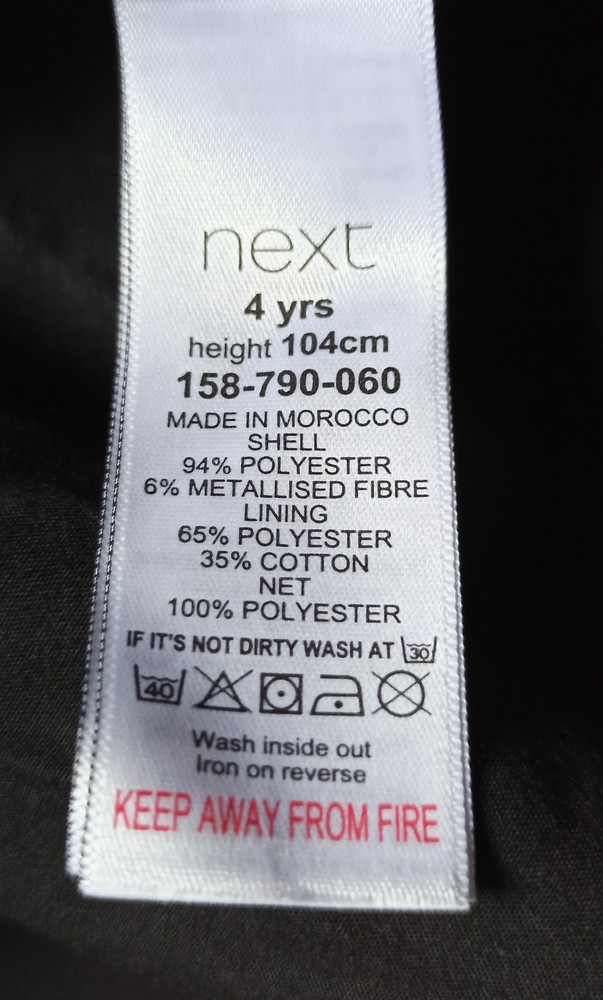 next
4 yrs
height 104cm
158-790-060
MADE IN MOROCCO
SHELL
94% POLYESTER
6% METALLISED FIBRE
LINING
65% POLYESTER
35% COTTON
NET
100% POLYESTER
IF IT'S NOT DIRTY WASH AT 30
40
Wash inside out
Iron on reverse
KEEP AWAY FROM FIRE